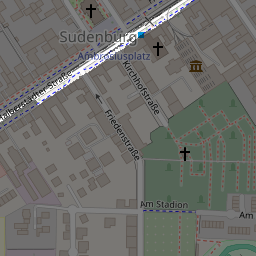 Sudenburg
Ambrosiusplatz
Kirchhofstraße
Halberstädter Straße
Friedenstraße
Am Stadion
Am